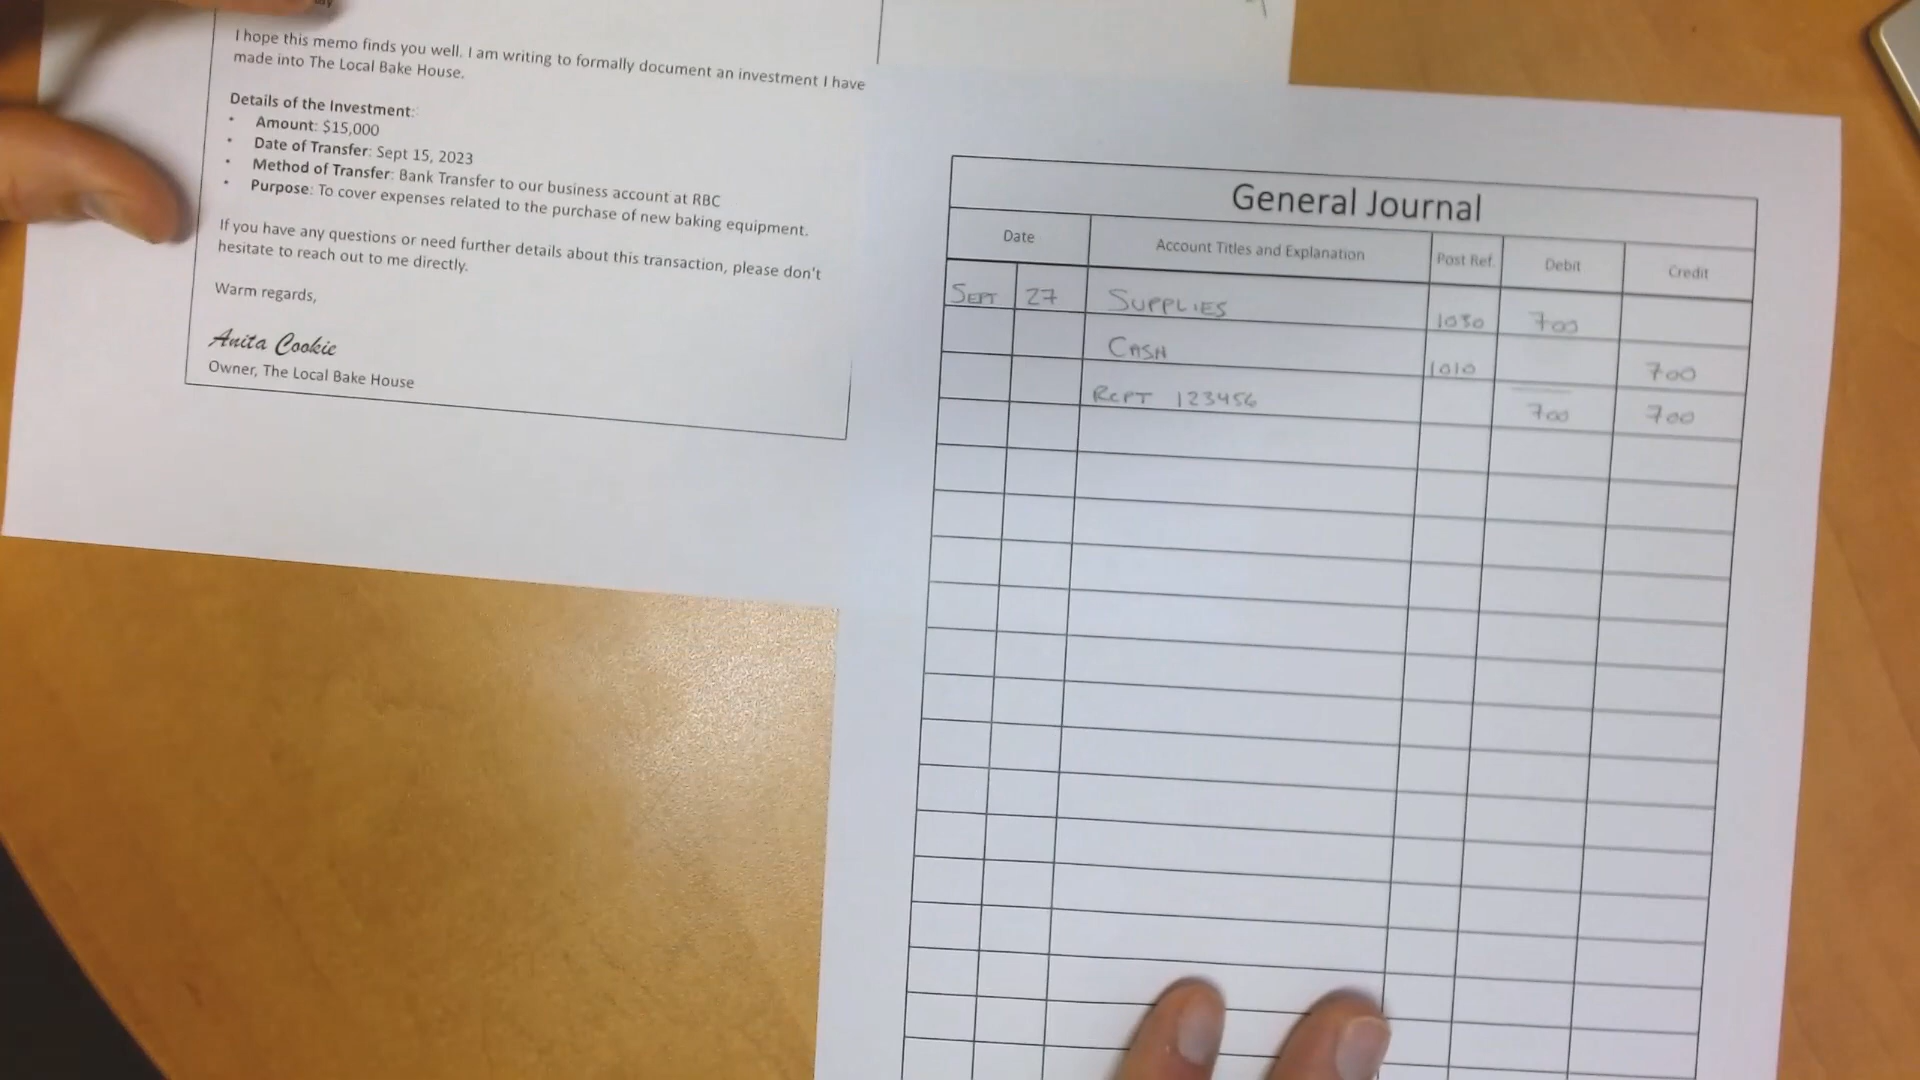 I hope this memo finds you well. I am writing to formally document an investment I have
made into The Local Bake House.
Details of the Investment:
• Amount: $15,000
• Date of Transfer: Sept 15, 2023
• Method of Transfer: Bank Transfer to our business account at RBC
• Purpose: To cover expenses related to the purchase of new baking equipment.
If you have any questions or need further details about this transaction, please don't
hesitate to reach out to me directly.
Warm regards,
Anita Cookie
Owner, The Local Bake House
General Journal
Date Account Titles and Explanation Post Ref. Debit Credit
SEPT 27 SUPPLIES 1030 700
CASH 1010 700
RCPT 123456 700 700